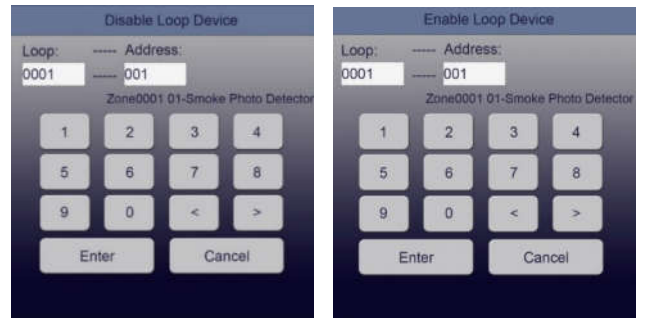 Disable Loop Device
Loop: ----- Address:
0001 ----- 001
Zone0001 01-Smoke Photo Detector
1 2 3 4
5 6 7 8
9 0 < >
Enter Cancel
Enable Loop Device
Loop: ----- Address:
0001 ----- 001
Zone0001 01-Smoke Photo Detector
1 2 3 4
5 6 7 8
9 0 < >
Enter Cancel